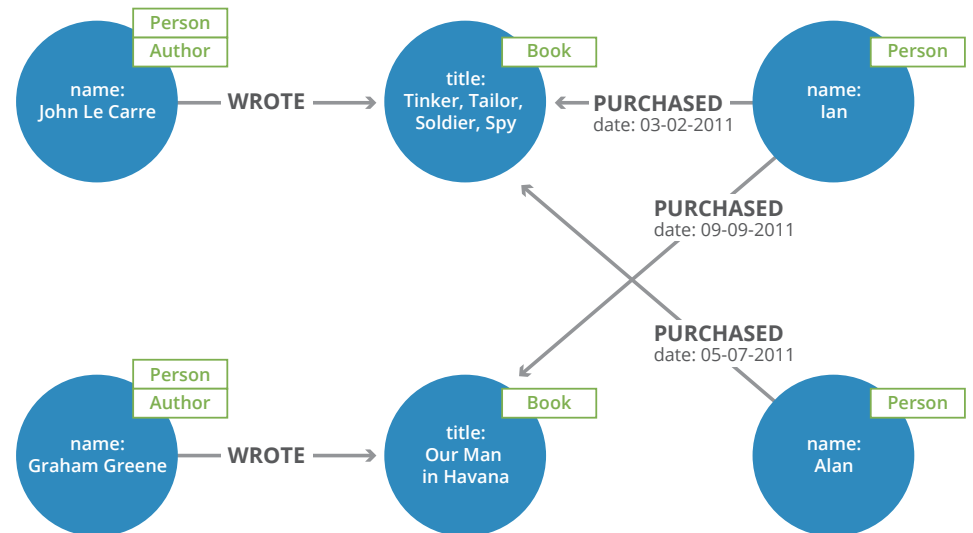 Person
Author
name:
John Le Carre
WROTE
Book
title:
Tinker, Tailor,
Soldier, Spy
PURCHASED
date: 03-02-2011
Person
name:
Ian
PURCHASED
date: 09-09-2011
PURCHASED
date: 05-07-2011
Person
Author
name:
Graham Greene
WROTE
Book
title:
Our Man
in Havana
Person
name:
Alan